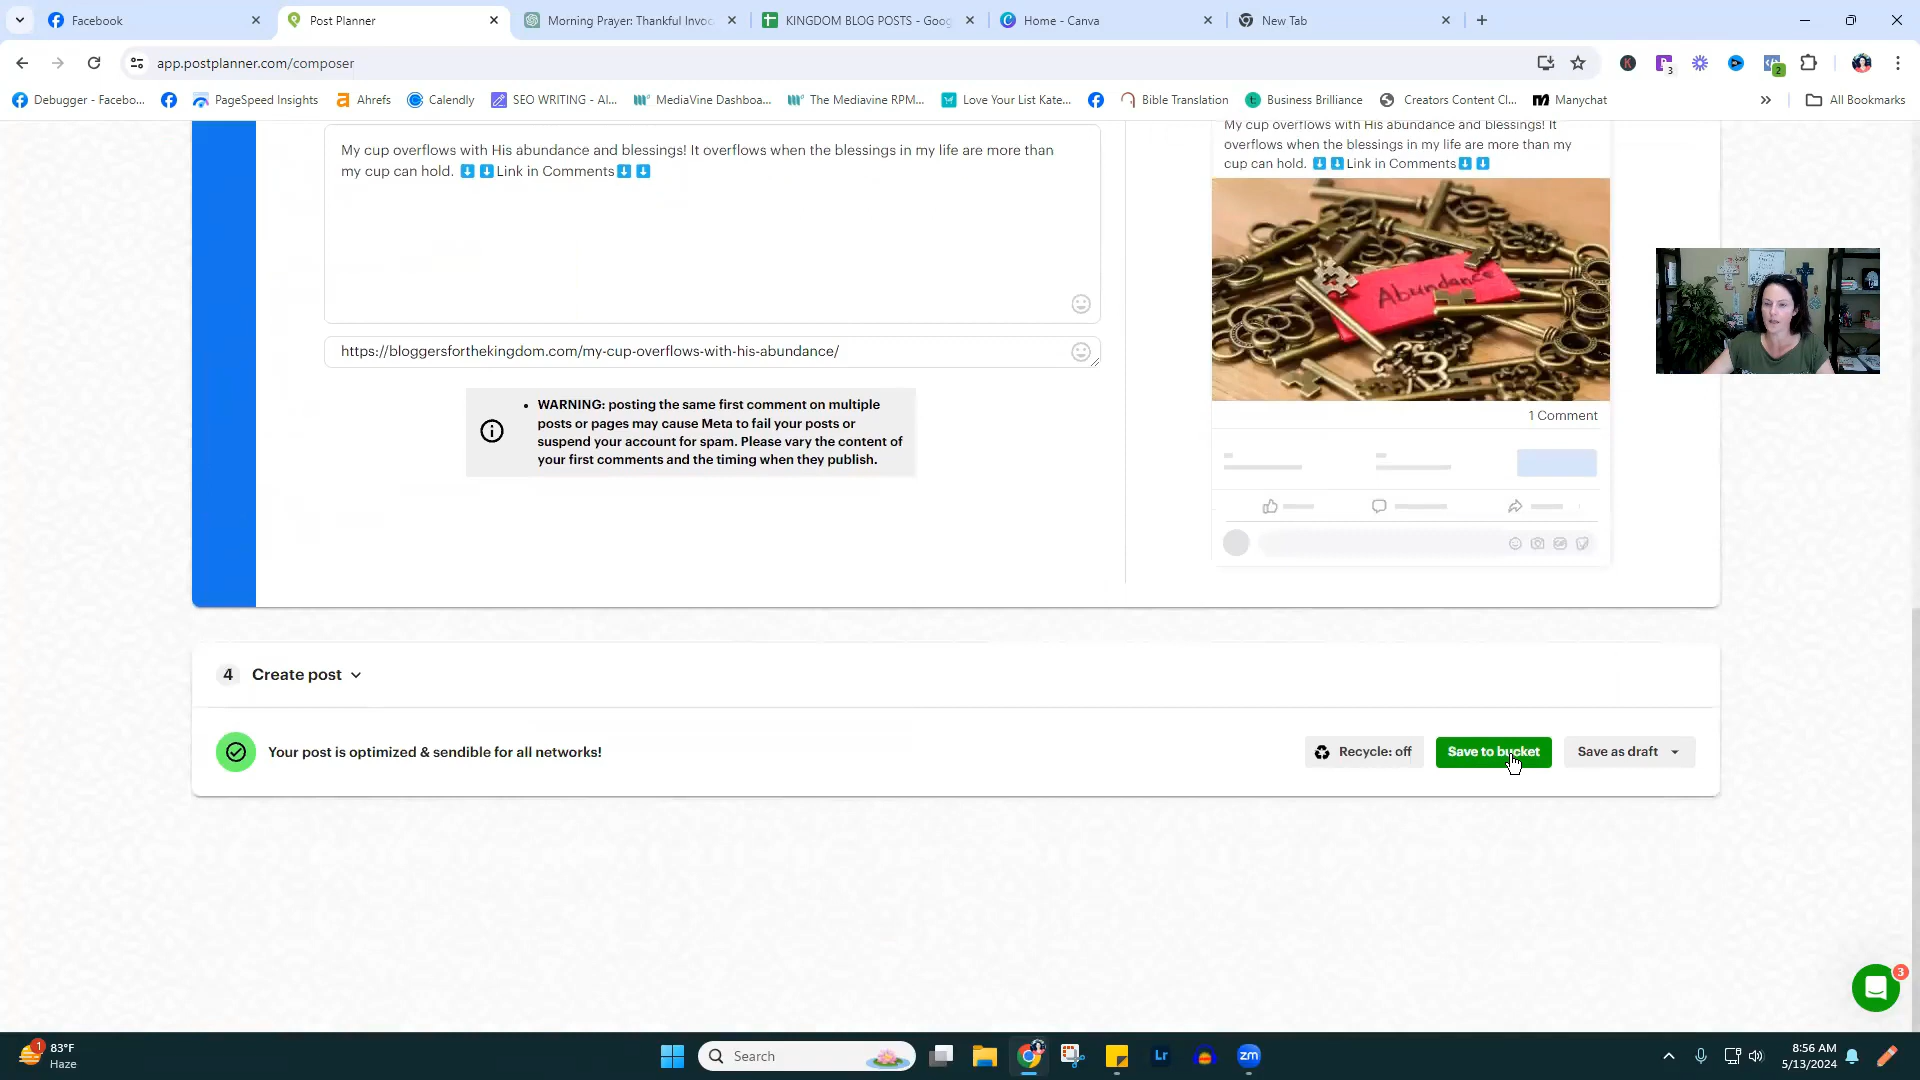 Facebook
Post Planner
Morning Prayer: Thankful Invoc
KINGDOM BLOG POSTS - Goog
Home - Canva
New Tab
app.postplanner.com/composer
3
2
Debugger - Facebo...
PageSpeed Insights
Ahrefs
Calendly
SEO WRITING - AI...
MediaVine Dashboa...
The Mediavine RPM...
Love Your List Kate...
Bible Translation
Business Brilliance
Creators Content Cl...
Manychat
All Bookmarks
My cup overflows with His abundance and blessings! It overflows when the blessings in my life are more than
my cup can hold. ⬇️⬇️Link in Comments⬇️⬇️
https://bloggersforthekingdom.com/my-cup-overflows-with-his-abundance/
• WARNING: posting the same first comment on multiple
posts or pages may cause Meta to fail your posts or
suspend your account for spam. Please vary the content of
your first comments and the timing when they publish.
My cup overflows with His abundance and blessings! It
overflows when the blessings in my life are more than my
cup can hold. ⬇️⬇️Link in Comments⬇️⬇️
Abundance
1 Comment
4 Create post
Your post is optimized & sendible for all networks!
Recycle: off
Save to bucket
Save as draft
3
1
83°F
Haze
Search
Lr
zm
8:56 AM
5/13/2024